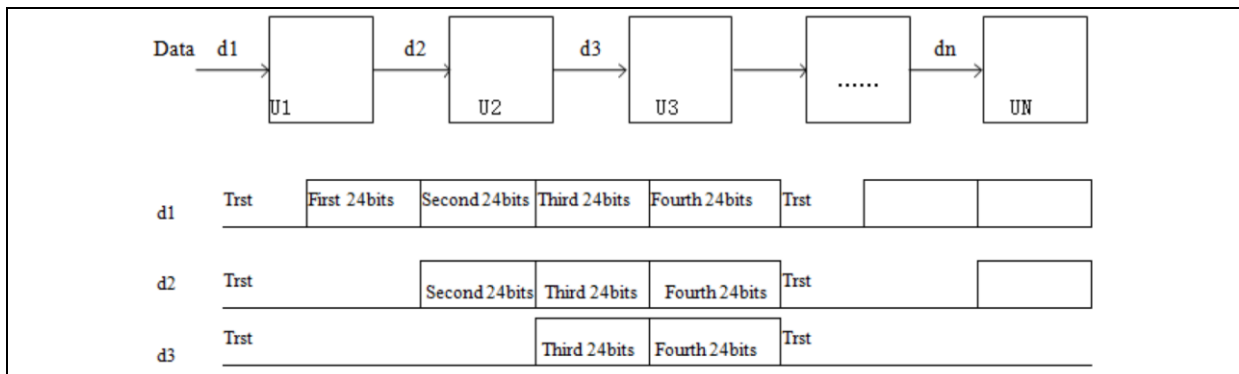 Data d1 d2 d3 dn
U1 U2 U3 ...... UN
d1 Trst First 24bits Second 24bits Third 24bits Fourth 24bits Trst
d2 Trst Second 24bits Third 24bits Fourth 24bits Trst
d3 Trst Third 24bits Fourth 24bits Trst